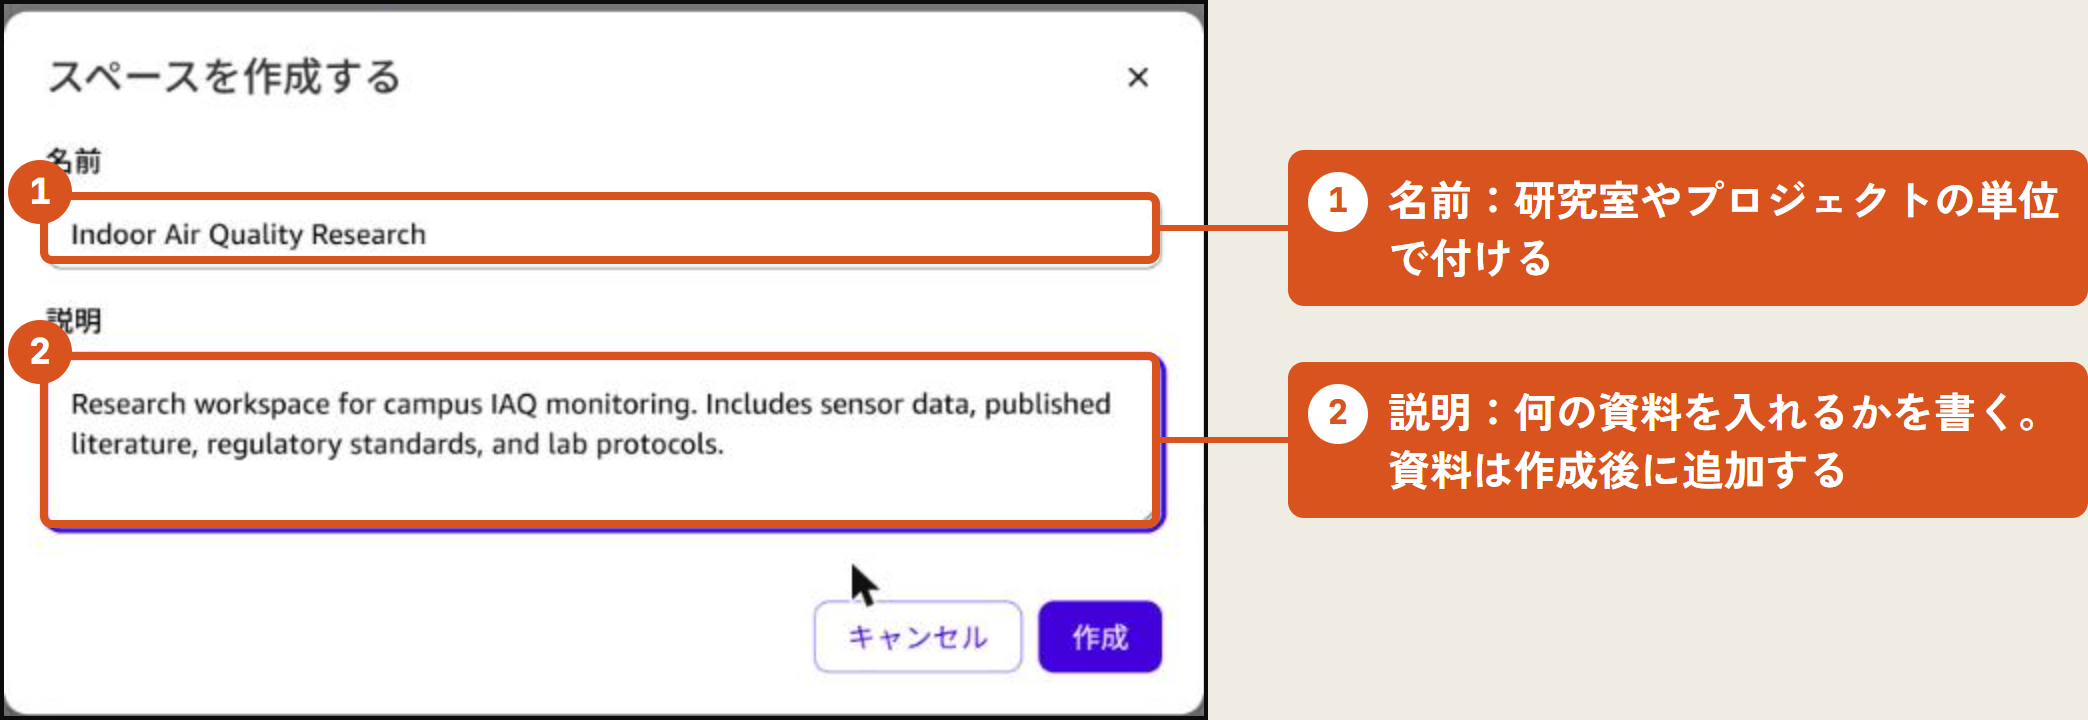 スペースを作成する
×
名前
1
Indoor Air Quality Research
説明
2
Research workspace for campus IAQ monitoring. Includes sensor data, published
literature, regulatory standards, and lab protocols.
キャンセル
作成
1 名前：研究室やプロジェクトの単位
で付ける
2 説明：何の資料を入れるかを書く。
資料は作成後に追加する